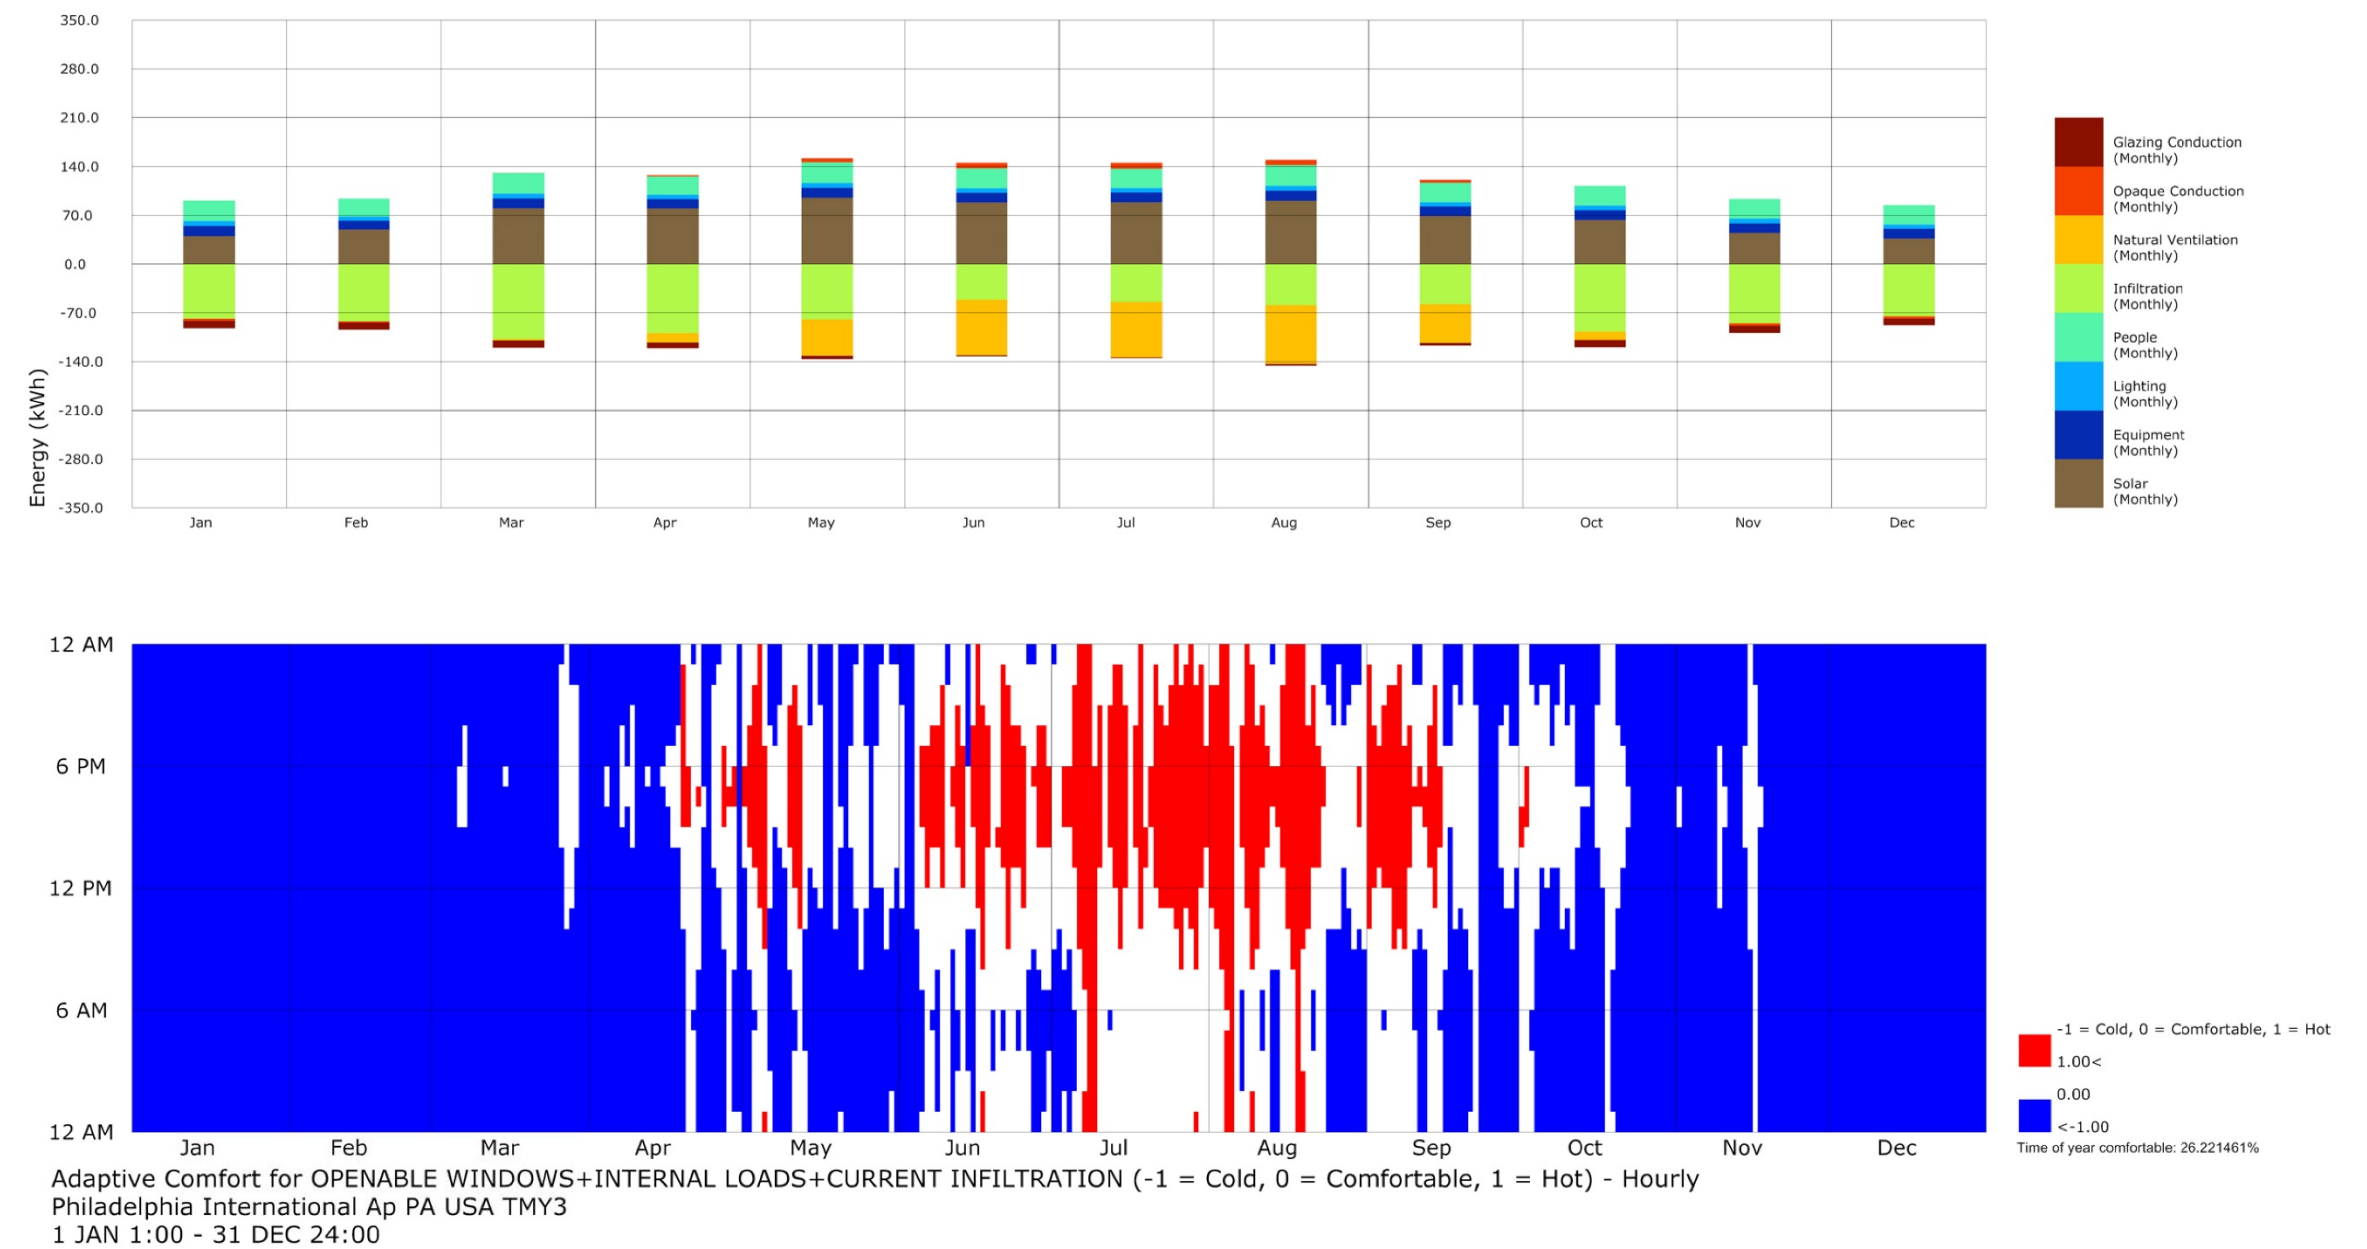 350.0
280.0
210.0
140.0
70.0
0.0
-70.0
-140.0
-210.0
-280.0
-350.0
Energy (kWh)
Jan Feb Mar Apr May Jun Jul Aug Sep Oct Nov Dec
Glazing Conduction
(Monthly)
Opaque Conduction
(Monthly)
Natural Ventilation
(Monthly)
Infiltration
(Monthly)
People
(Monthly)
Lighting
(Monthly)
Equipment
(Monthly)
Solar
(Monthly)
12 AM
6 PM
12 PM
6 AM
12 AM
Jan Feb Mar Apr May Jun Jul Aug Sep Oct Nov Dec
-1 = Cold, 0 = Comfortable, 1 = Hot
1.00<
0.00
<-1.00
Time of year comfortable: 26.221461%
Adaptive Comfort for OPENABLE WINDOWS+INTERNAL LOADS+CURRENT INFILTRATION (-1 = Cold, 0 = Comfortable, 1 = Hot) - Hourly
Philadelphia International Ap PA USA TMY3
1 JAN 1:00 - 31 DEC 24:00